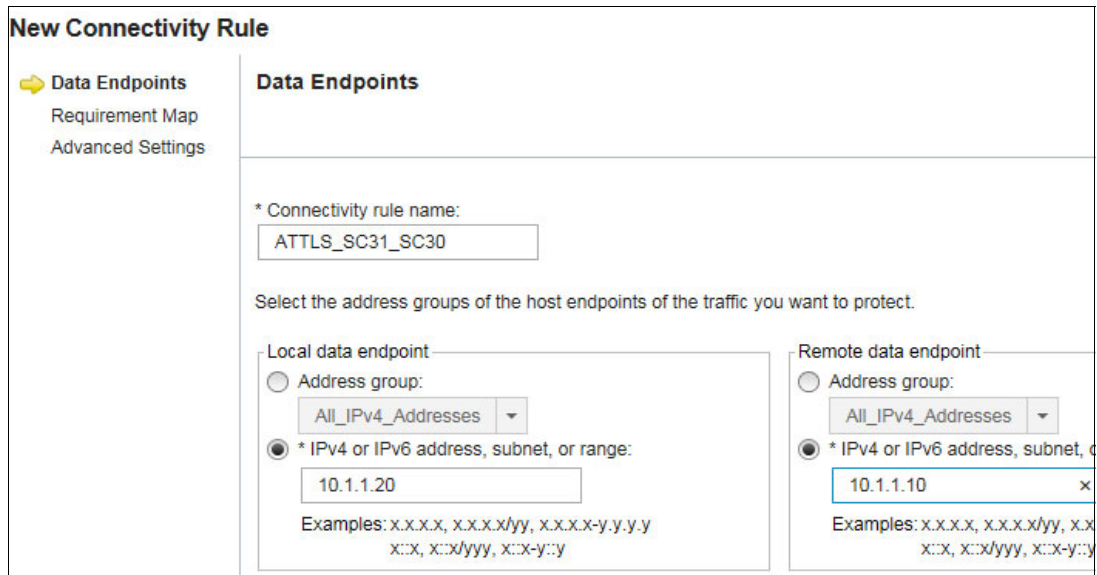 New Connectivity Rule
Data Endpoints
Requirement Map
Advanced Settings
Data Endpoints
* Connectivity rule name:
ATTLS_SC31_SC30
Select the address groups of the host endpoints of the traffic you want to protect.
Local data endpoint
Address group:
All_IPv4_Addresses
* IPv4 or IPv6 address, subnet, or range:
10.1.1.20
Examples: x.x.x.x, x.x.x.x/yy, x.x.x.x-y.y.y.y
x::x, x::x/yyy, x::x-y::y
Remote data endpoint
Address group:
All_IPv4_Addresses
* IPv4 or IPv6 address, subnet,
10.1.1.10
Examples: x.x.x.x, x.x.x.x/yy, x.x
x::x, x::x/yyy, x::x-y::y